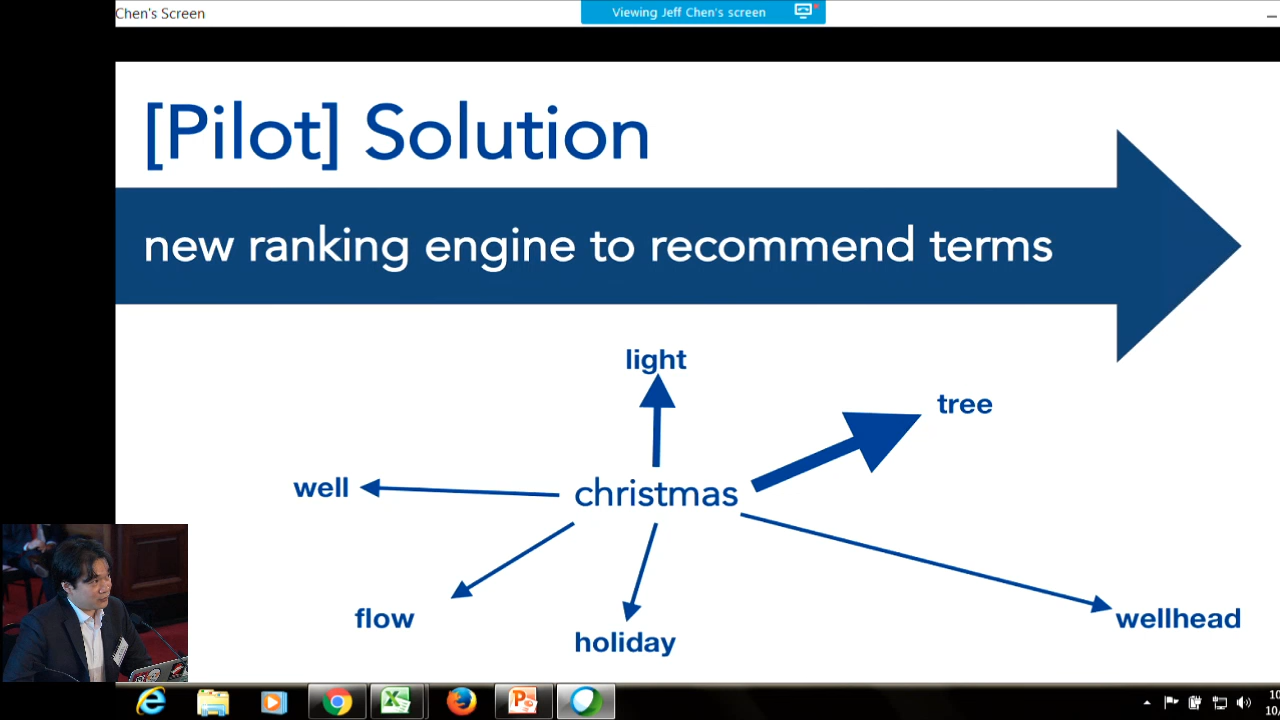 Chen's Screen
Viewing Jeff Chen's screen
[Pilot] Solution
new ranking engine to recommend terms
light
tree
well
christmas
flow
holiday
wellhead